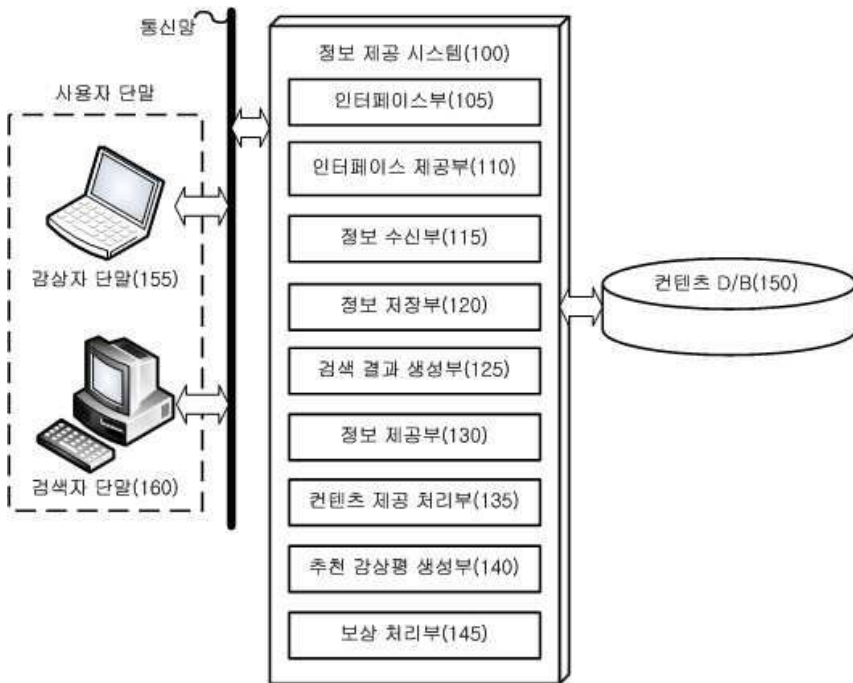 통신망
사용자 단말
감상자 단말(155)
검색자 단말(160)
정보 제공 시스템(100)
인터페이스부(105)
인터페이스 제공부(110)
정보 수신부(115)
정보 저장부(120)
검색 결과 생성부(125)
정보 제공부(130)
컨텐츠 제공 처리부(135)
추천 감상평 생성부(140)
보상 처리부(145)
컨텐츠 D/B(150)